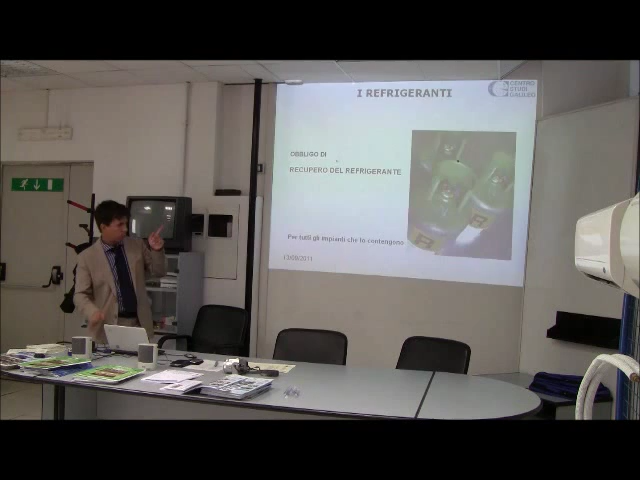 I REFRIGERANTI
CENTRO
STUDI
GALILEO
OBBLIGO DI
RECUPERO DEL REFRIGERANTE
Per tutti gli impianti che lo contengono